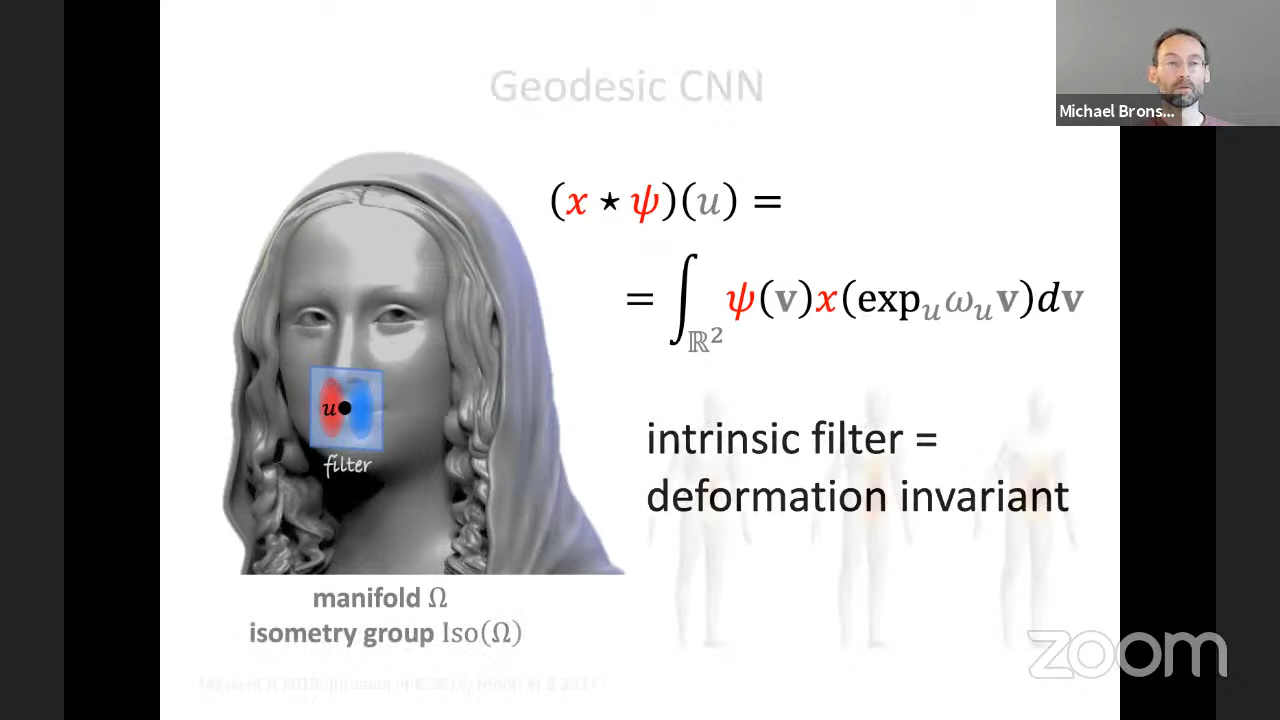 Geodesic CNN
Michael Brons...
(x ⋆ ψ)(u) =
= ∫ℝ² ψ(v)x(expᵤωᵤv)dv
u
filter
intrinsic filter =
deformation invariant
manifold Ω
isometry group Iso(Ω)
zoom